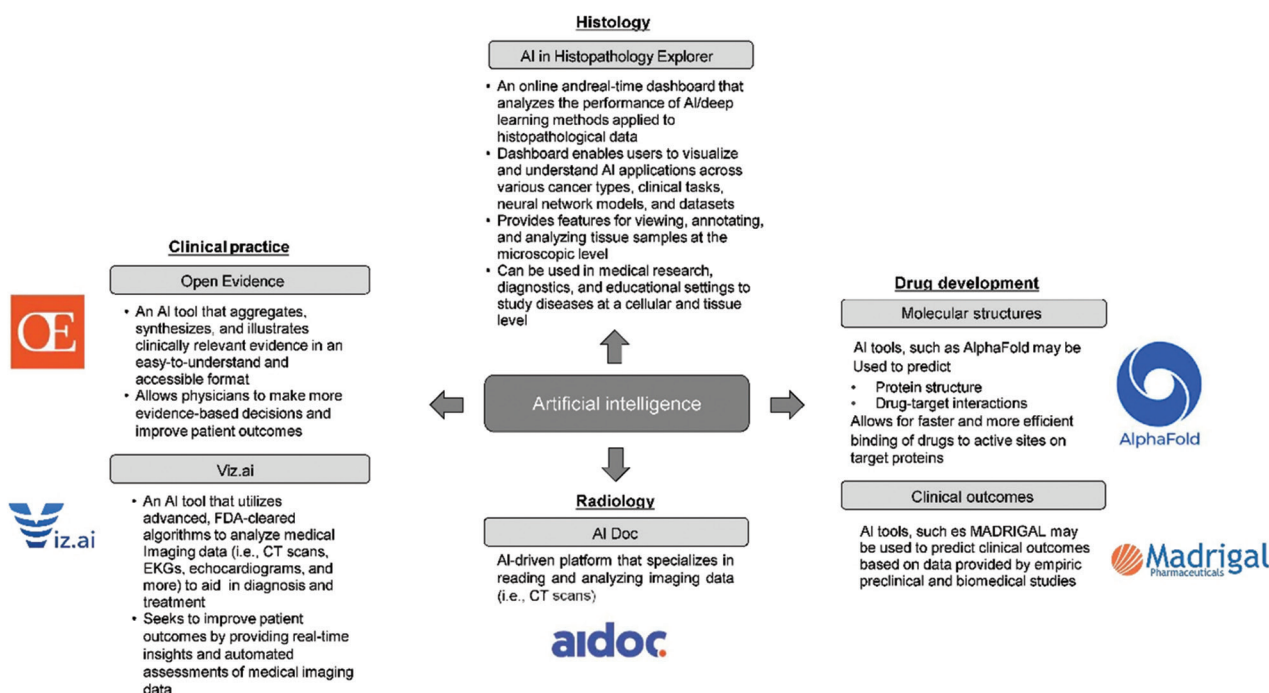 Histology
AI in Histopathology Explorer
• An online andreal-time dashboard that
analyzes the performance of AI/deep
learning methods applied to
histopathological data
• Dashboard enables users to visualize
and understand AI applications across
various cancer types, clinical tasks,
neural network models, and datasets
• Provides features for viewing, annotating,
and analyzing tissue samples at the
microscopic level
• Can be used in medical research,
diagnostics, and educational settings to
study diseases at a cellular and tissue
level
Clinical practice
Open Evidence
OE
• An AI tool that aggregates,
synthesizes, and illustrates
clinically relevant evidence in an
easy-to-understand and
accessible format
• Allows physicians to make more
evidence-based decisions and
improve patient outcomes
Viz.ai
Viz.ai
• An AI tool that utilizes
advanced, FDA-cleared
algorithms to analyze medical
Imaging data (i.e., CT scans,
EKGs, echocardiograms, and
more) to aid in diagnosis and
treatment
• Seeks to improve patient
outcomes by providing real-time
insights and automated
assessments of medical imaging
data
Artificial intelligence
Radiology
AI Doc
AI-driven platform that specializes in
reading and analyzing imaging data
(i.e., CT scans)
aidoc.
Drug development
Molecular structures
AI tools, such as AlphaFold may be
Used to predict
• Protein structure
• Drug-target interactions
Allows for faster and more efficient
binding of drugs to active sites on
target proteins
AlphaFold
Clinical outcomes
AI tools, such es MADRIGAL may
be used to predict clinical outcomes
based on data provided by empiric
preclinical and biomedical studies
Madrigal
Pharmaceuticals